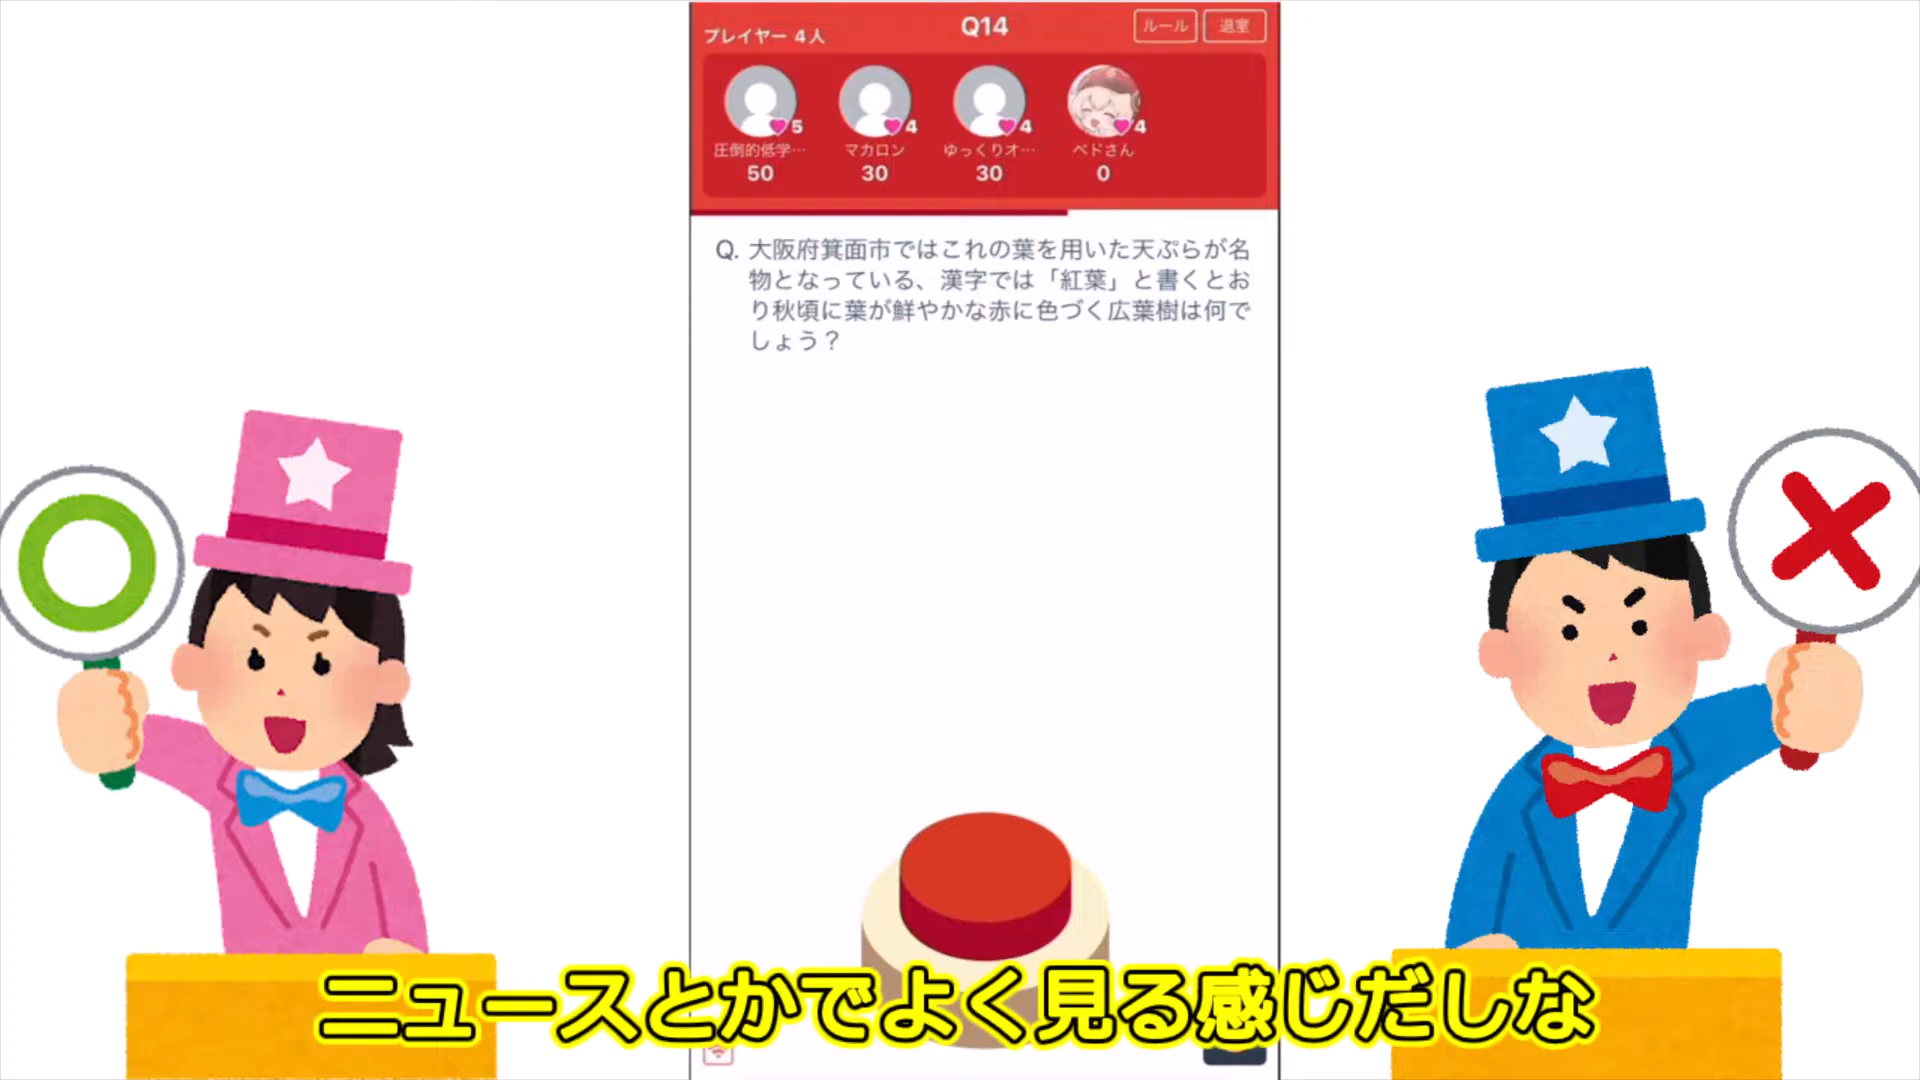 プレイヤー 4人
Q14
ルール
退室
5
4
4
4
圧倒的低学…
マカロン
ゆっくりオ…
ベドさん
50
30
30
0
Q. 大阪府箕面市ではこれの葉を用いた天ぷらが名
物となっている、漢字では「紅葉」と書くとお
り秋頃に葉が鮮やかな赤に色づく広葉樹は何で
しょう？
ニュースとかでよく見る感じだしな